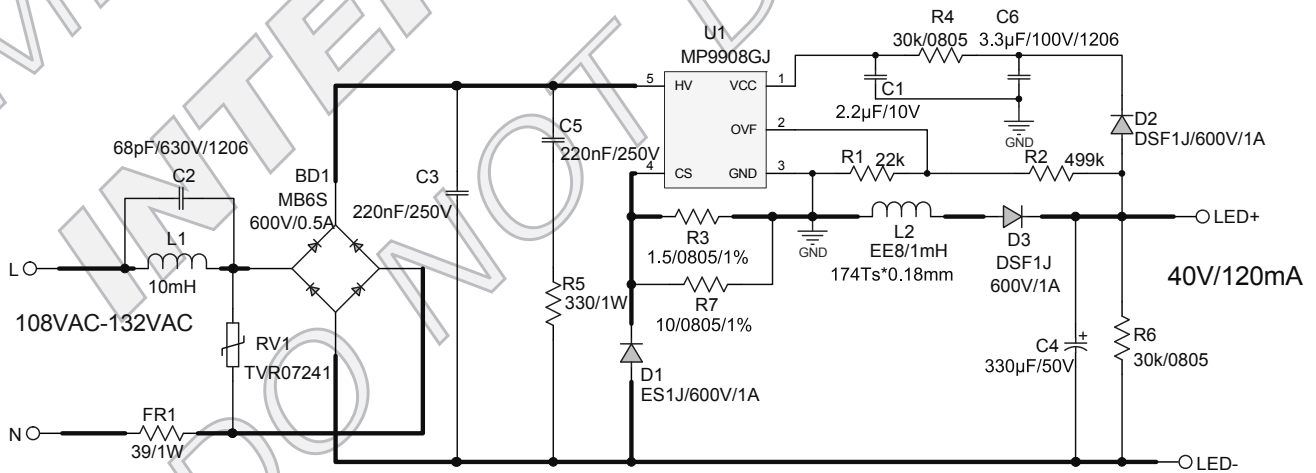 U1
MP9908GJ
HV
VCC
OVF
CS
GND
5
4
1
2
3
R4
30k/0805
C6
3.3µF/100V/1206
C1
2.2µF/10V
GND
D2
DSF1J/600V/1A
R1
22k
R2
499k
68pF/630V/1206
C2
L1
10mH
L
108VAC-132VAC
RV1
TVR07241
N
FR1
39/1W
BD1
MB6S
600V/0.5A
C3
220nF/250V
C5
220nF/250V
R5
330/1W
R3
1.5/0805/1%
R7
10/0805/1%
D1
ES1J/600V/1A
GND
L2
EE8/1mH
174Ts*0.18mm
D3
DSF1J
600V/1A
LED+
40V/120mA
C4
+
330µF/50V
R6
30k/0805
LED-
INTE
DO NOT D